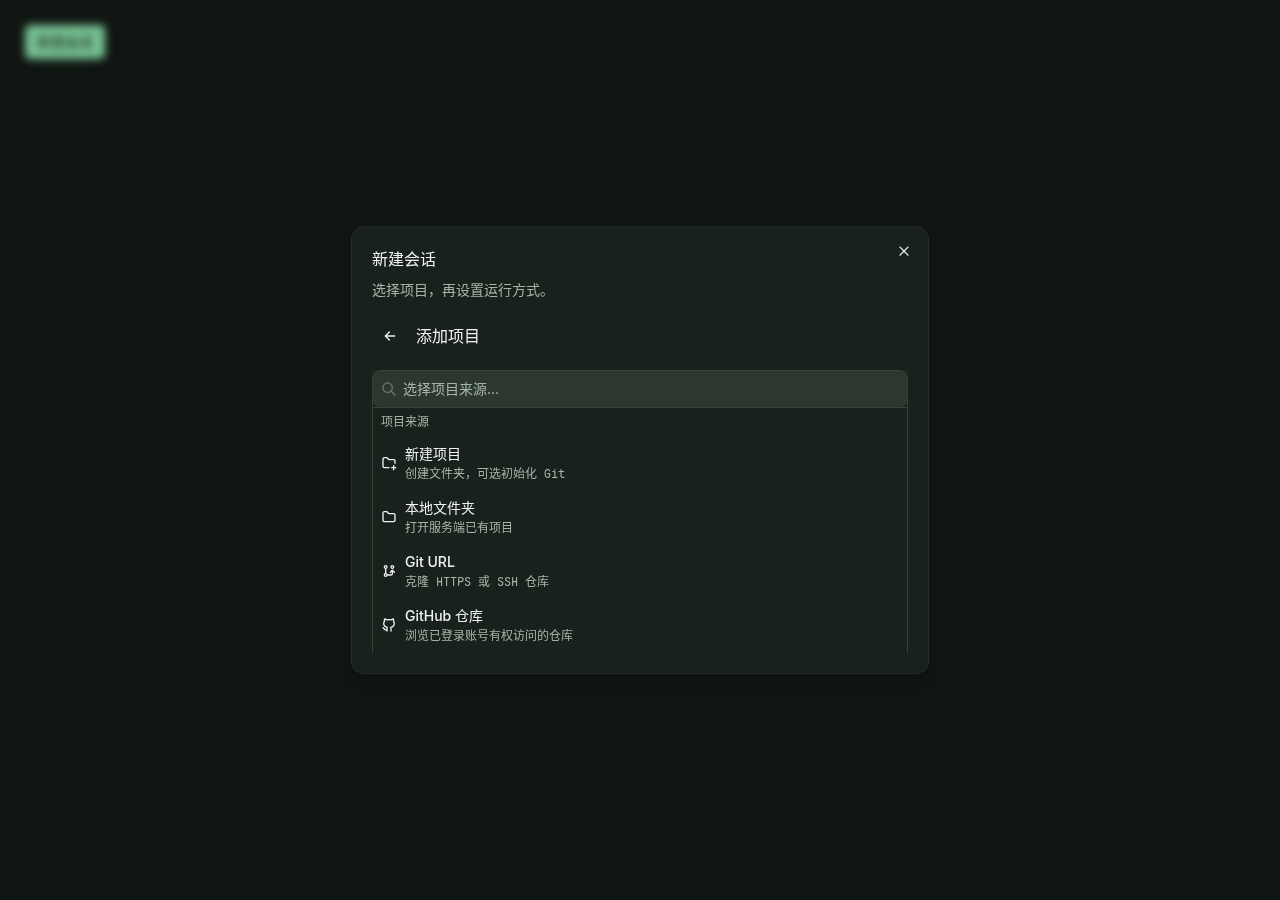 新建会话
选择项目，再设置运行方式。
添加项目
选择项目来源...
项目来源
新建项目
创建文件夹，可选初始化 Git
本地文件夹
打开服务端已有项目
Git URL
克隆 HTTPS 或 SSH 仓库
GitHub 仓库
浏览已登录账号有权访问的仓库